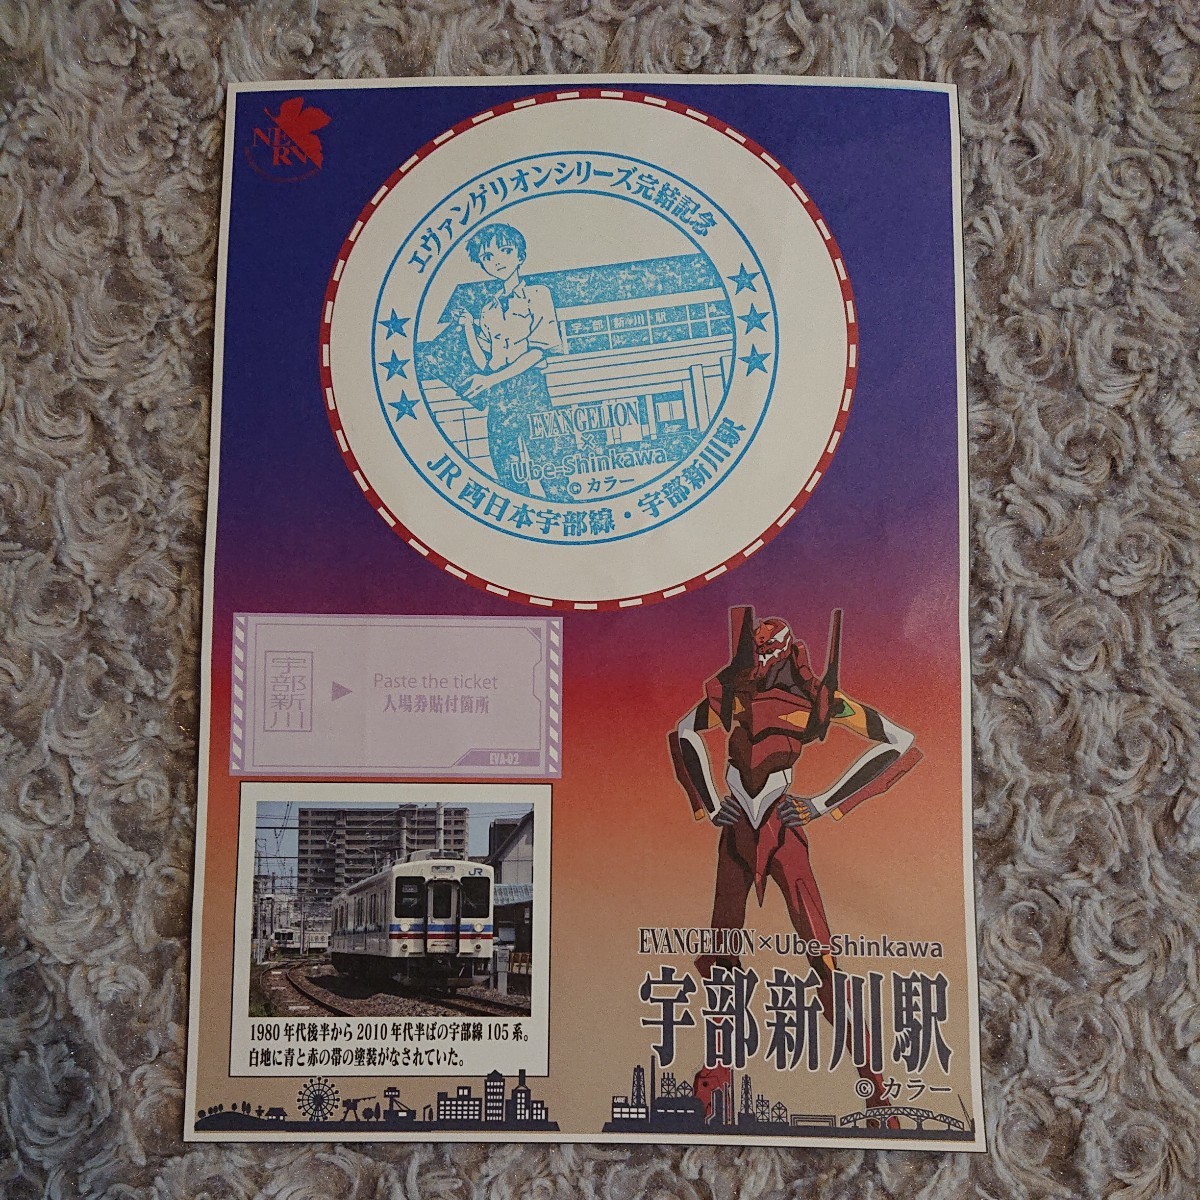 NERV
エヴァンゲリオンシリーズ完結記念
宇部新川駅
EVANGELION
×
Ube-Shinkawa
©カラー
JR西日本宇部線・宇部新川駅
宇部新川
Paste the ticket
入場券貼付箇所
EVA-02
JR
1980年代後半から2010年代半ばの宇部線105系。
白地に青と赤の帯の塗装がなされていた。
EVANGELION×Ube-Shinkawa
宇部新川駅
©カラー